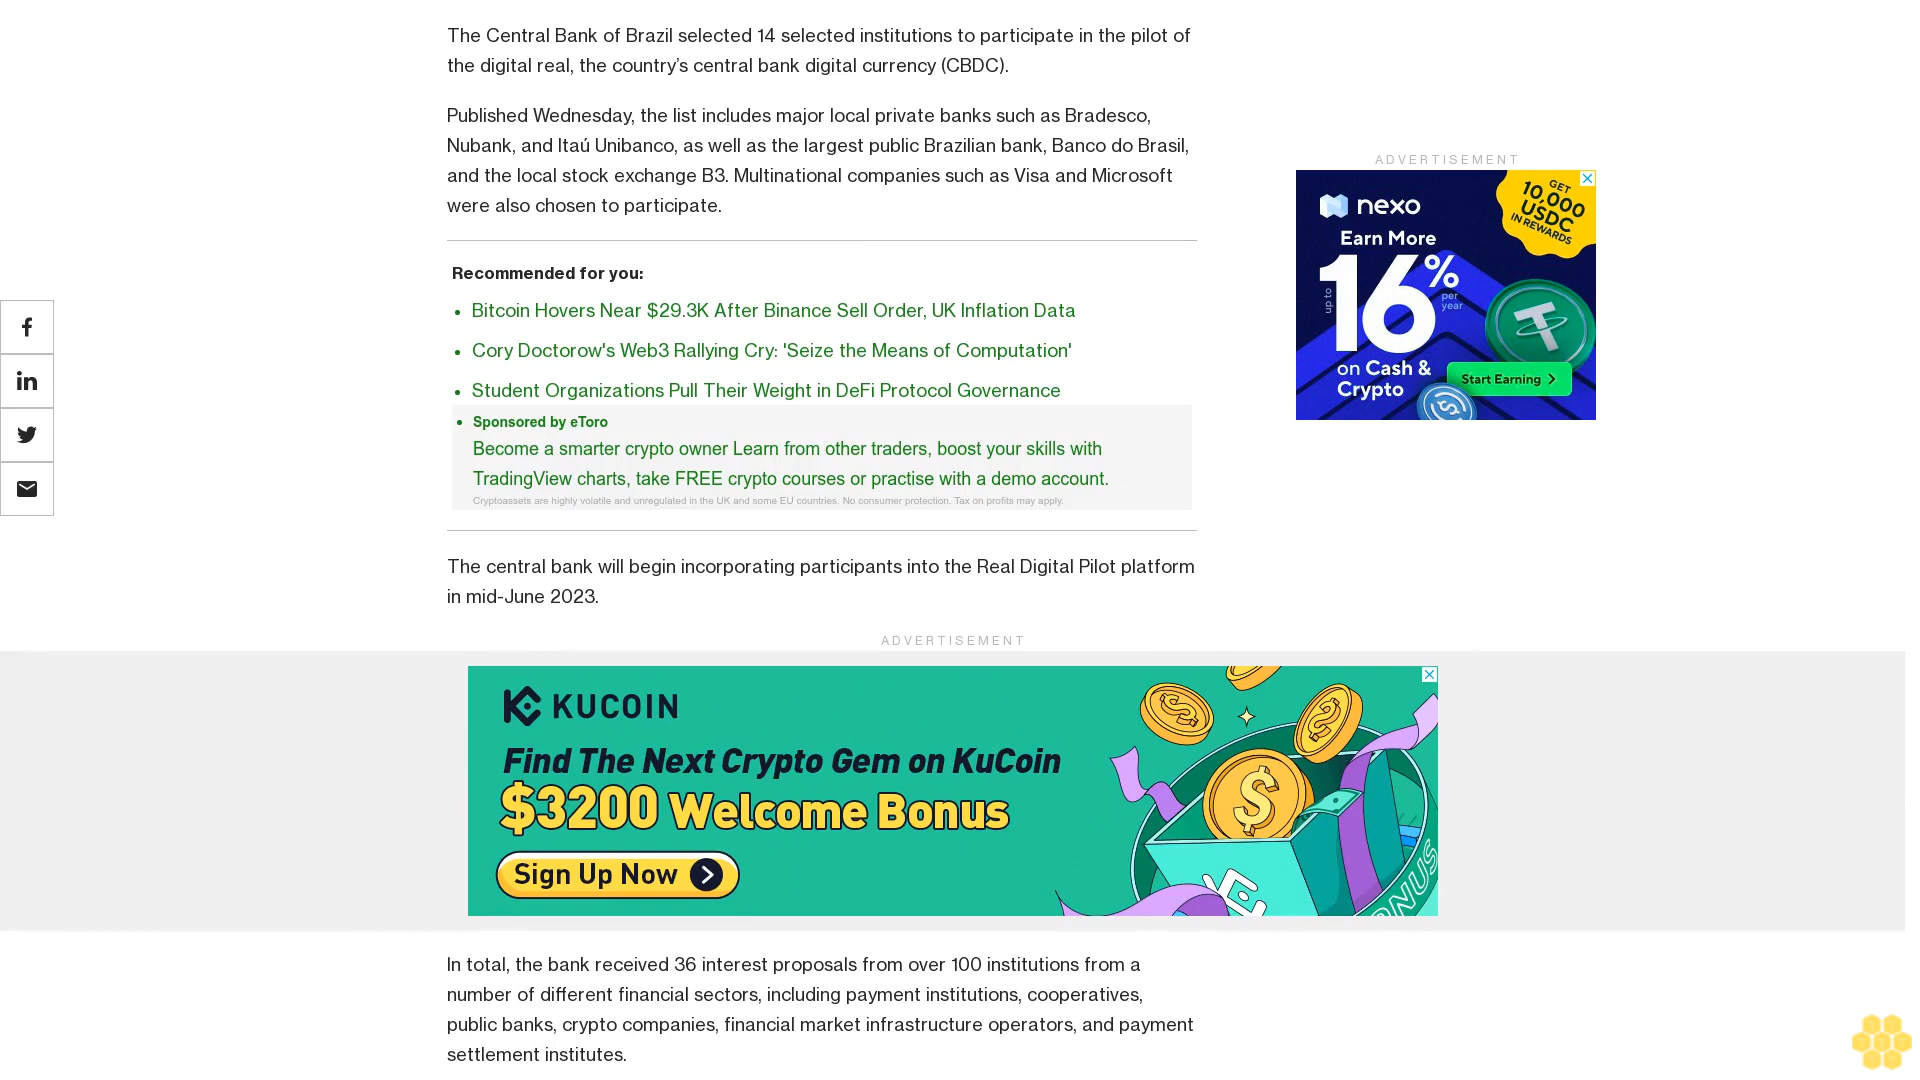 The Central Bank of Brazil selected 14 selected institutions to participate in the pilot of
the digital real, the country’s central bank digital currency (CBDC).
Published Wednesday, the list includes major local private banks such as Bradesco,
Nubank, and Itaú Unibanco, as well as the largest public Brazilian bank, Banco do Brasil,
and the local stock exchange B3. Multinational companies such as Visa and Microsoft
were also chosen to participate.
Recommended for you:
Bitcoin Hovers Near $29.3K After Binance Sell Order, UK Inflation Data
Cory Doctorow's Web3 Rallying Cry: 'Seize the Means of Computation'
Student Organizations Pull Their Weight in DeFi Protocol Governance
Sponsored by eToro
Become a smarter crypto owner Learn from other traders, boost your skills with
TradingView charts, take FREE crypto courses or practise with a demo account.
Cryptoassets are highly volatile and unregulated in the UK and some EU countries. No consumer protection. Tax on profits may apply.
ADVERTISEMENT
nexo
GET
10,000
USDC
IN REWARDS
Earn More
up to
16%
per
year
on Cash &
Crypto
Start Earning
The central bank will begin incorporating participants into the Real Digital Pilot platform
in mid-June 2023.
ADVERTISEMENT
KUCOIN
Find The Next Crypto Gem on KuCoin
$3200 Welcome Bonus
Sign Up Now
BONUS
In total, the bank received 36 interest proposals from over 100 institutions from a
number of different financial sectors, including payment institutions, cooperatives,
public banks, crypto companies, financial market infrastructure operators, and payment
settlement institutes.